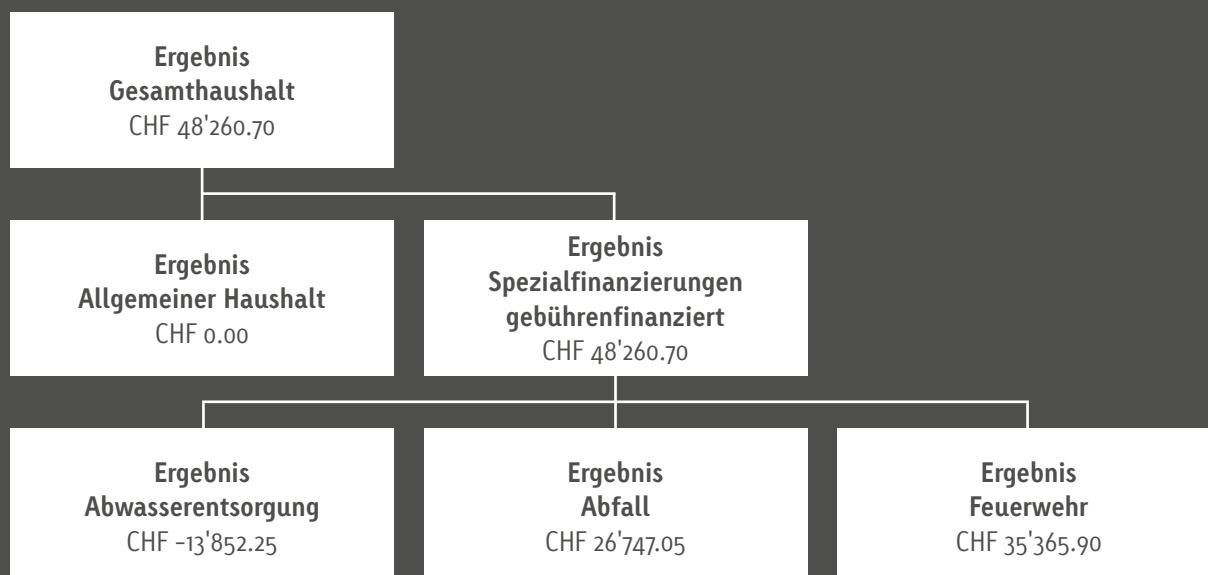 Ergebnis
Gesamthaushalt
CHF 48'260.70
Ergebnis
Allgemeiner Haushalt
CHF 0.00
Ergebnis
Spezialfinanzierungen
gebührenfinanziert
CHF 48'260.70
Ergebnis
Abwasserentsorgung
CHF -13'852.25
Ergebnis
Abfall
CHF 26'747.05
Ergebnis
Feuerwehr
CHF 35'365.90